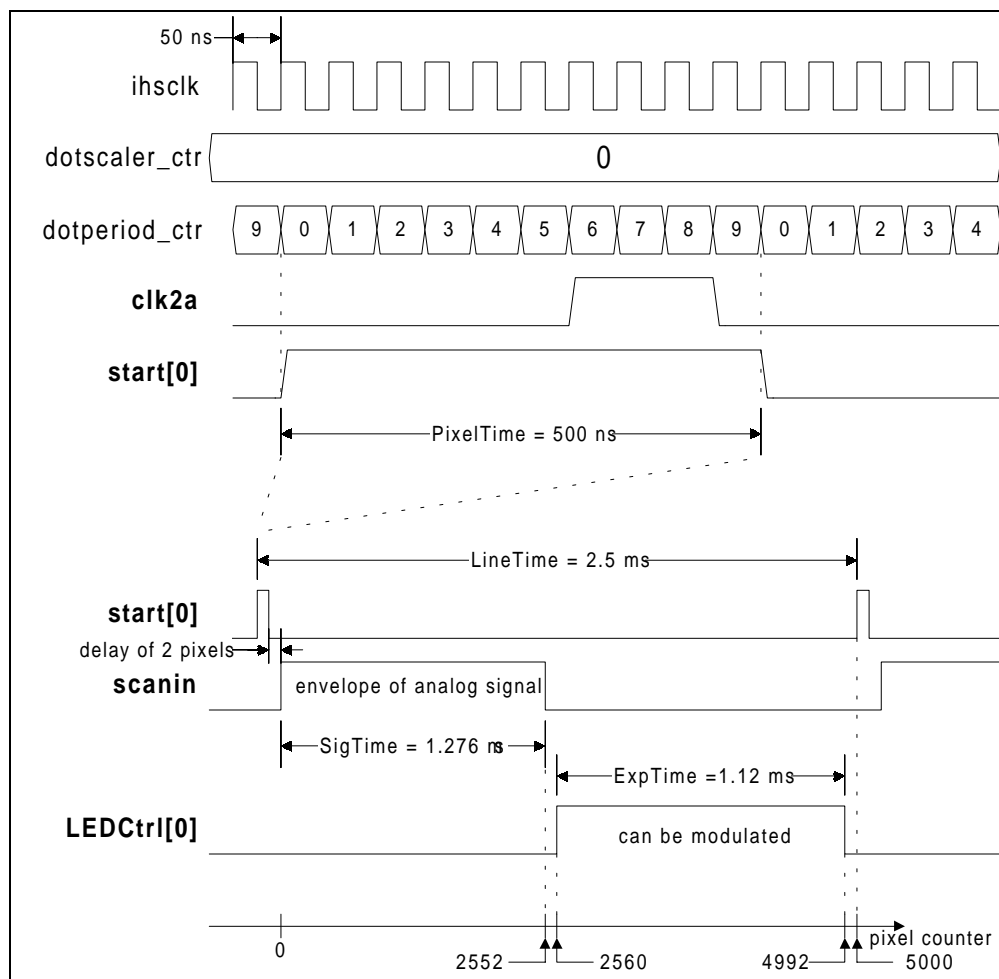 50 ns
ihsclk
dotscaler_ctr 0
dotperiod_ctr 9 0 1 2 3 4 5 6 7 8 9 0 1 2 3 4
clk2a
start[0]
PixelTime = 500 ns
LineTime = 2.5 ms
start[0]
delay of 2 pixels
scanin envelope of analog signal
SigTime = 1.276 ms
ExpTime =1.12 ms
LEDCtrl[0] can be modulated
pixel counter
0
2552 2560 4992 5000